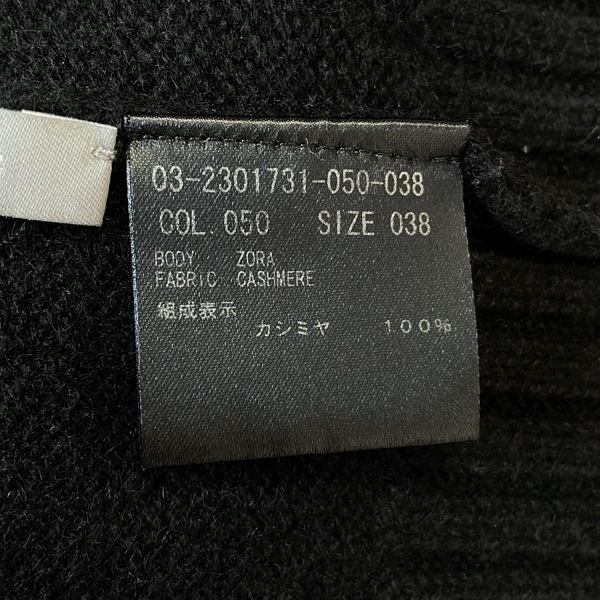 03-2301731-050-038
COL. 050 SIZE 038
BODY ZORA
FABRIC CASHMERE
組成表示
カシミヤ １００％